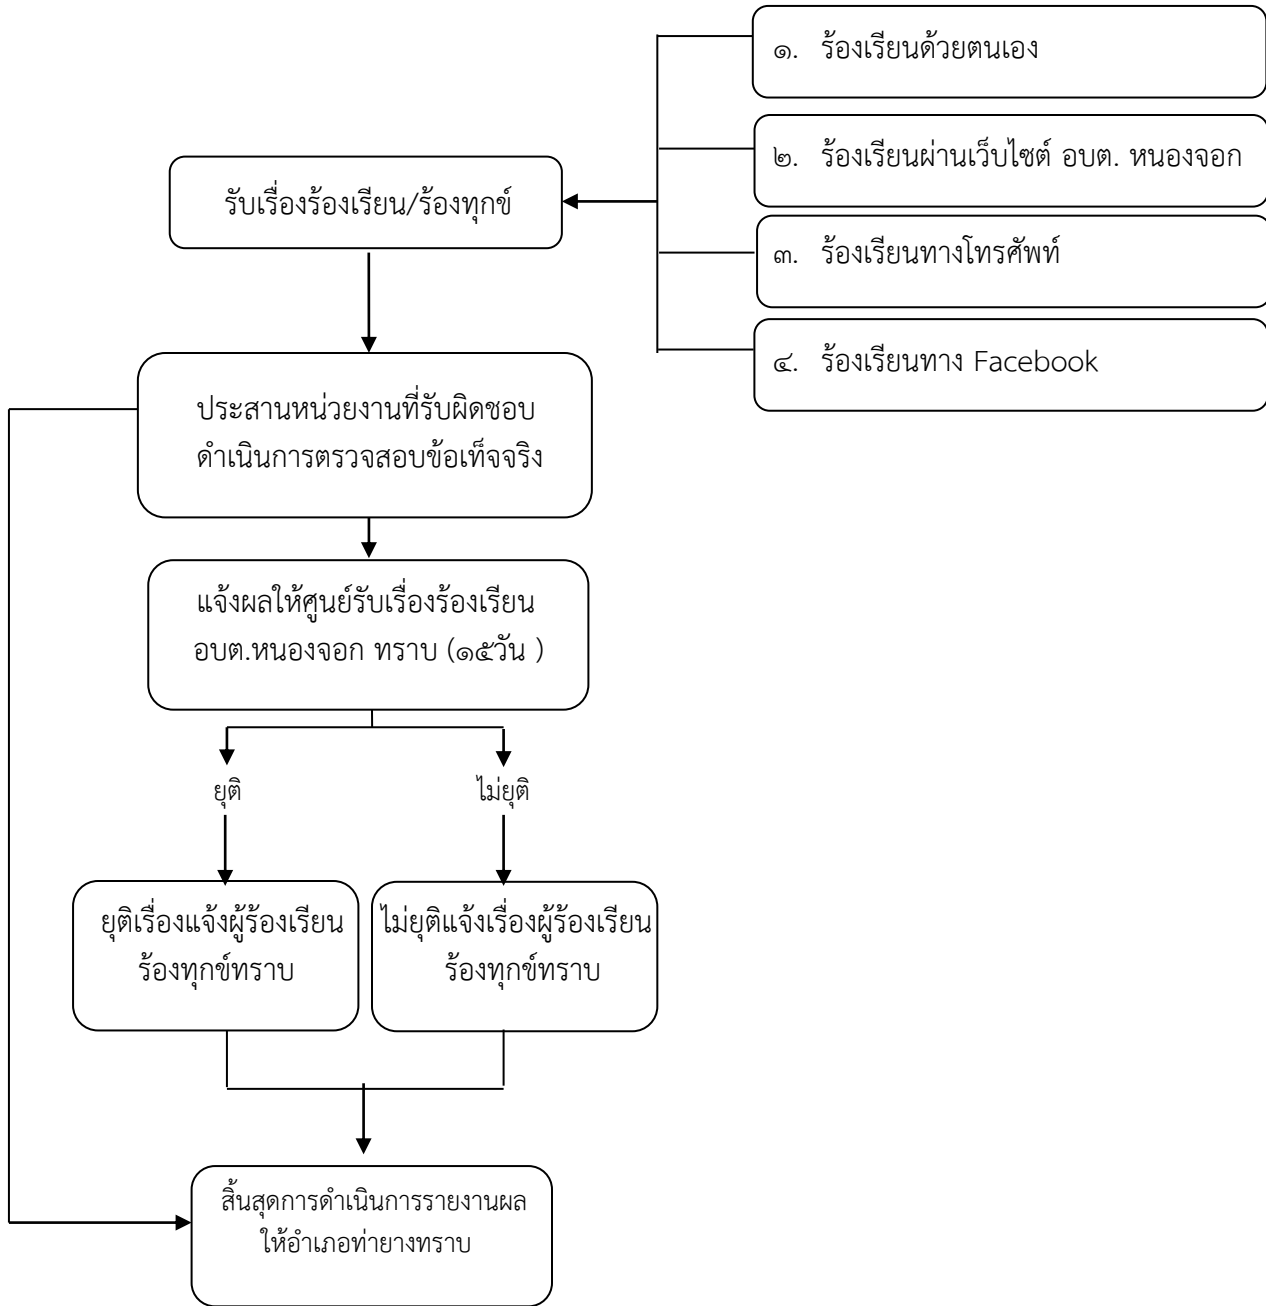 ๑. ร้องเรียนด้วยตนเอง
๒. ร้องเรียนผ่านเว็บไซต์ อบต. หนองจอก
รับเรื่องร้องเรียน/ร้องทุกข์
๓. ร้องเรียนทางโทรศัพท์
๔. ร้องเรียนทาง Facebook
ประสานหน่วยงานที่รับผิดชอบ
ดำเนินการตรวจสอบข้อเท็จจริง
แจ้งผลให้ศูนย์รับเรื่องร้องเรียน
อบต.หนองจอก ทราบ (๑๕วัน )
ยุติ
ไม่ยุติ
ยุติเรื่องแจ้งผู้ร้องเรียน
ร้องทุกข์ทราบ
ไม่ยุติแจ้งเรื่องผู้ร้องเรียน
ร้องทุกข์ทราบ
สิ้นสุดการดำเนินการรายงานผล
ให้อำเภอท่ายางทราบ